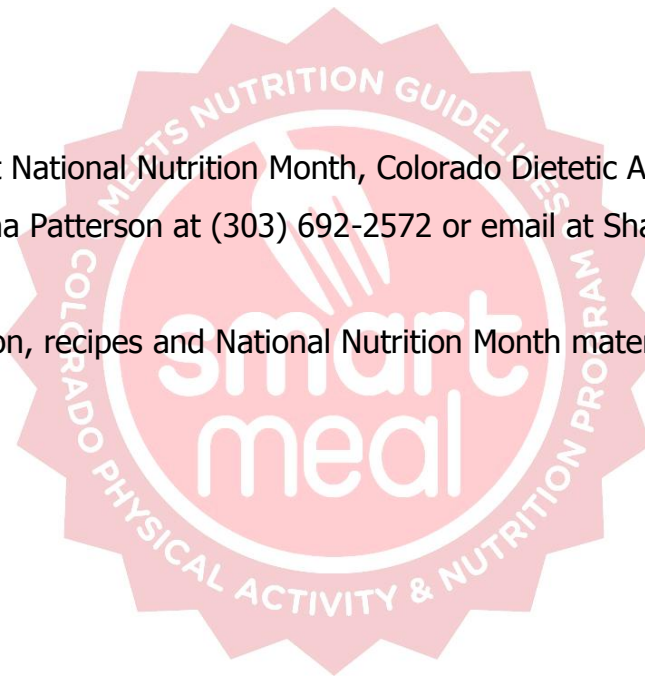 MEETS NUTRITION GUIDELINES
National Nutrition Month, Colorado Dietetic A
Patterson at (303) 692-2572 or email at
recipes and National Nutrition Month
smart
meal
COLORADO PHYSICAL ACTIVITY & NUTRITION PROGRAM